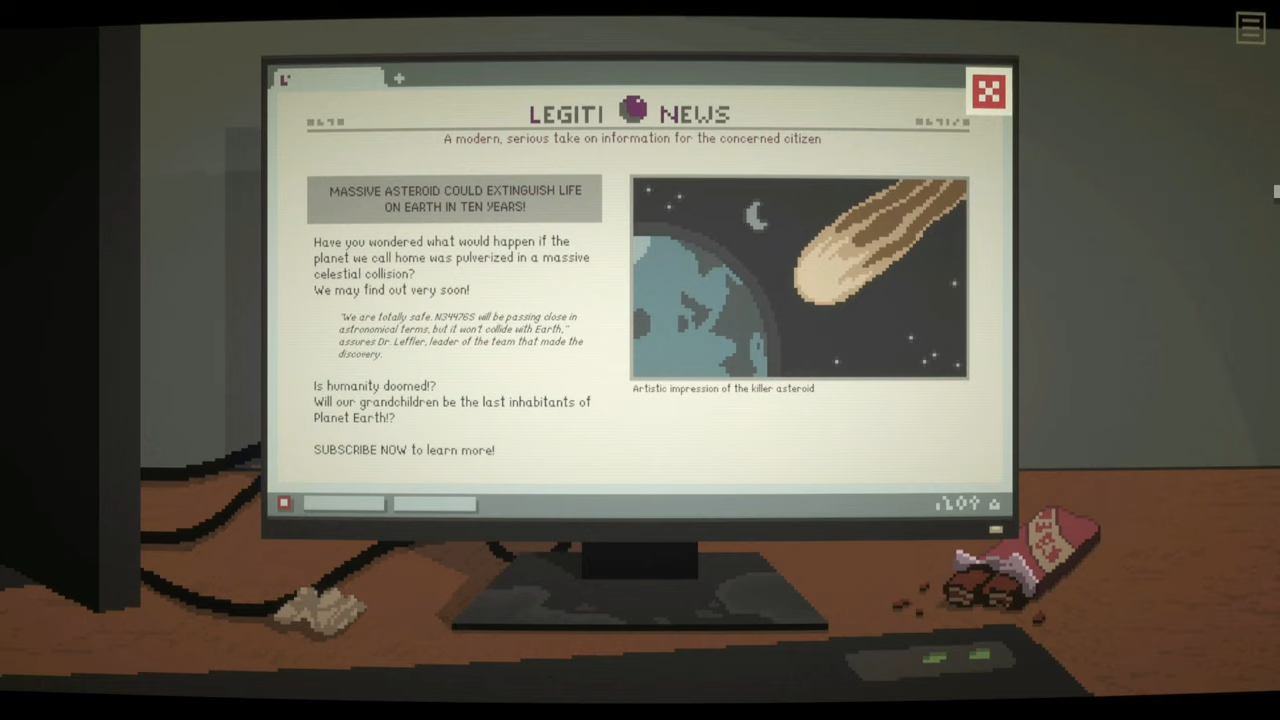 LEGITI NEWS
A modern, serious take on information for the concerned citizen
MASSIVE ASTEROID COULD EXTINGUISH LIFE
ON EARTH IN TEN YEARS!
Have you wondered what would happen if the
planet we call home was pulverized in a massive
celestial collision?
We may find out very soon!
"We are totally safe. N34476S will be passing close in
astronomical terms, but it won't collide with Earth,"
assures Dr. Leffler, leader of the team that made the
discovery.
Is humanity doomed!?
Will our grandchildren be the last inhabitants of
Planet Earth!?
SUBSCRIBE NOW to learn more!
Artistic impression of the killer asteroid